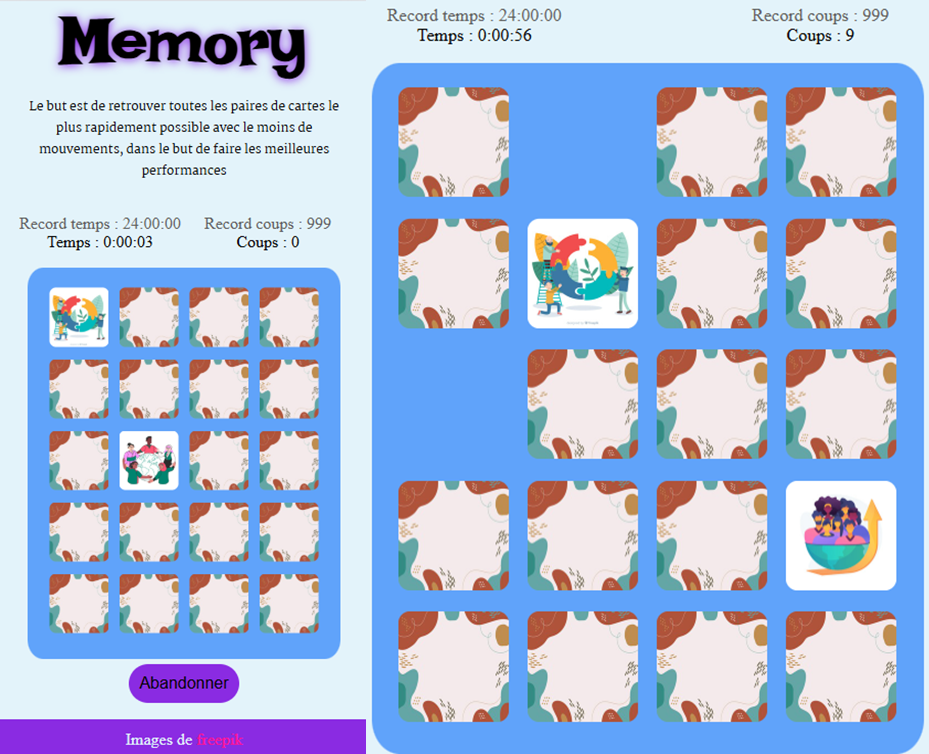 Memory
Le but est de retrouver toutes les paires de cartes le
plus rapidement possible avec le moins de
mouvements, dans le but de faire les meilleures
performances
Record temps : 24:00:00 Record coups : 999
Temps : 0:00:03 Coups : 0
Abandonner
Images de freepik
Record temps : 24:00:00 Record coups : 999
Temps : 0:00:56 Coups : 9